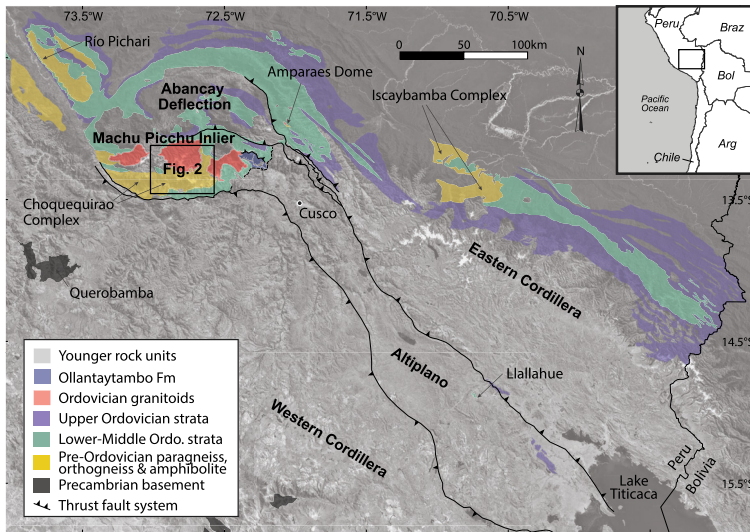 73.5°W
72.5°W
71.5°W
70.5°W
Peru
Braz
Bol
Pacific
Ocean
Arg
Chile
Río Pichari
0
50
100km
N
Amparaes Dome
Abancay
Deflection
Iscaybamba Complex
Machu Picchu Inlier
Fig. 2
Choquequirao
Complex
Cusco
13.5°S
Querobamba
Eastern Cordillera
14.5°S
Altiplano
Llallahue
Western Cordillera
Peru
Bolivia
Lake
Titicaca
15.5°S
Younger rock units
Ollantaytambo Fm
Ordovician granitoids
Upper Ordovician strata
Lower-Middle Ordo. strata
Pre-Ordovician paragneiss,
orthogneiss & amphibolite
Precambrian basement
Thrust fault system